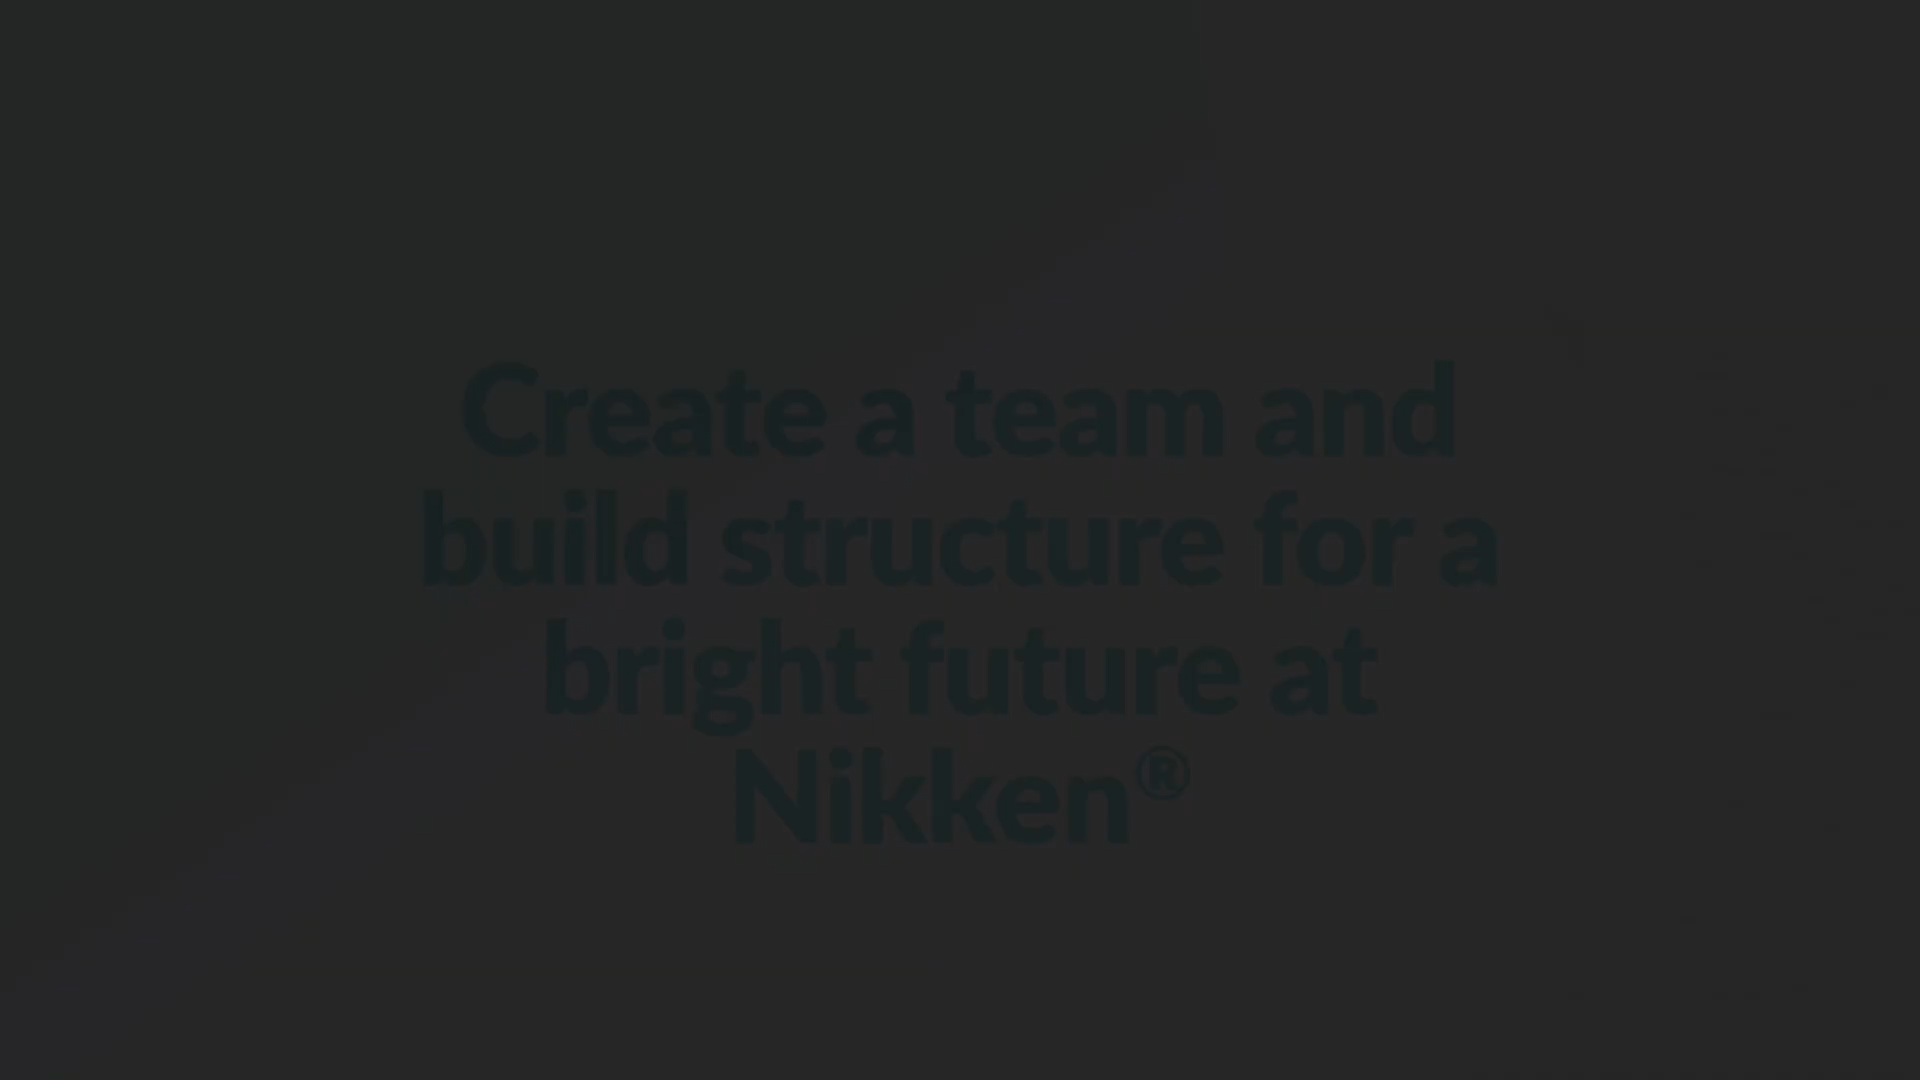 Create a team and
build structure for a
bright future at
Nikken®